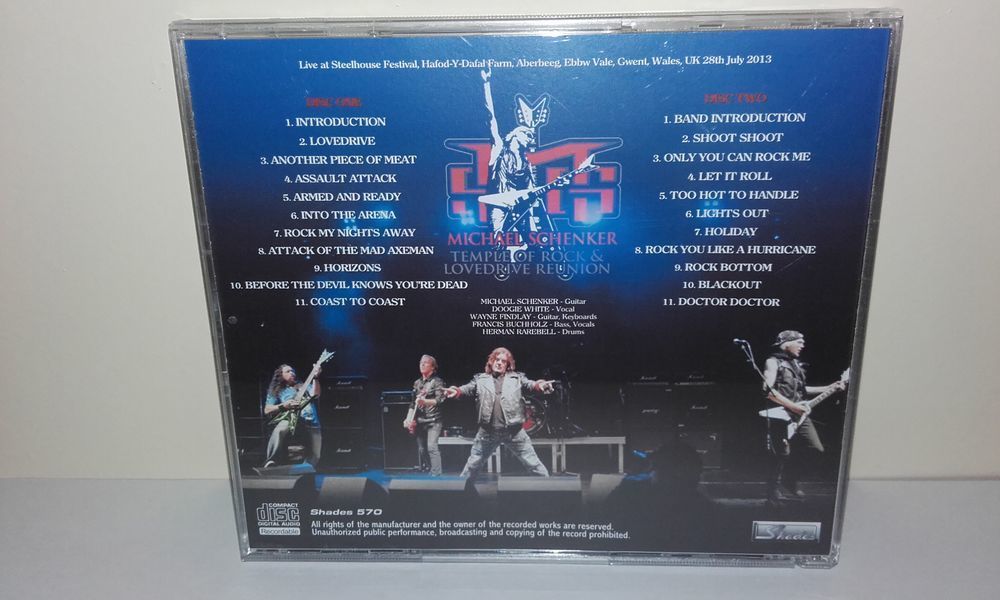 Live at Steelhouse Festival, Hafod-Y-Dafal Farm, Aberbeeg, Ebbw Vale, Gwent, Wales, UK 28th July 2013
DISC ONE
1. INTRODUCTION
2. LOVEDRIVE
3. ANOTHER PIECE OF MEAT
4. ASSAULT ATTACK
5. ARMED AND READY
6. INTO THE ARENA
7. ROCK MY NIGHTS AWAY
8. ATTACK OF THE MAD AXEMAN
9. HORIZONS
10. BEFORE THE DEVIL KNOWS YOU'RE DEAD
11. COAST TO COAST
MICHAEL SCHENKER
TEMPLE OF ROCK &
LOVEDRIVE REUNION
MICHAEL SCHENKER - Guitar
DOOGIE WHITE - Vocal
WAYNE FINDLAY - Guitar, Keyboards
FRANCIS BUCHHOLZ - Bass, Vocals
HERMAN RAREBELL - Drums
DISC TWO
1. BAND INTRODUCTION
2. SHOOT SHOOT
3. ONLY YOU CAN ROCK ME
4. LET IT ROLL
5. TOO HOT TO HANDLE
6. LIGHTS OUT
7. HOLIDAY
8. ROCK YOU LIKE A HURRICANE
9. ROCK BOTTOM
10. BLACKOUT
11. DOCTOR DOCTOR
COMPACT
disc
DIGITAL AUDIO
Recordable
Shades 570
All rights of the manufacturer and the owner of the recorded works are reserved.
Unauthorized public performance, broadcasting and copying of the record prohibited.
Shades